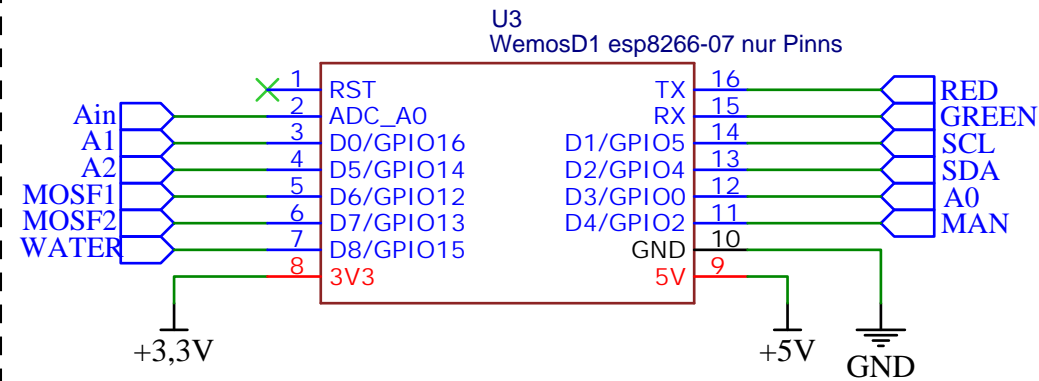 U3
WemosD1 esp8266-07 nur Pinns
1 RST TX 16 RED
Ain 2 ADC_A0 RX 15 GREEN
A1 3 D0/GPIO16 D1/GPIO5 14 SCL
A2 4 D5/GPIO14 D2/GPIO4 13 SDA
MOSF1 5 D6/GPIO12 D3/GPIO0 12 A0
MOSF2 6 D7/GPIO13 D4/GPIO2 11 MAN
WATER 7 D8/GPIO15 GND 10
8 3V3 5V 9
+3,3V +5V GND